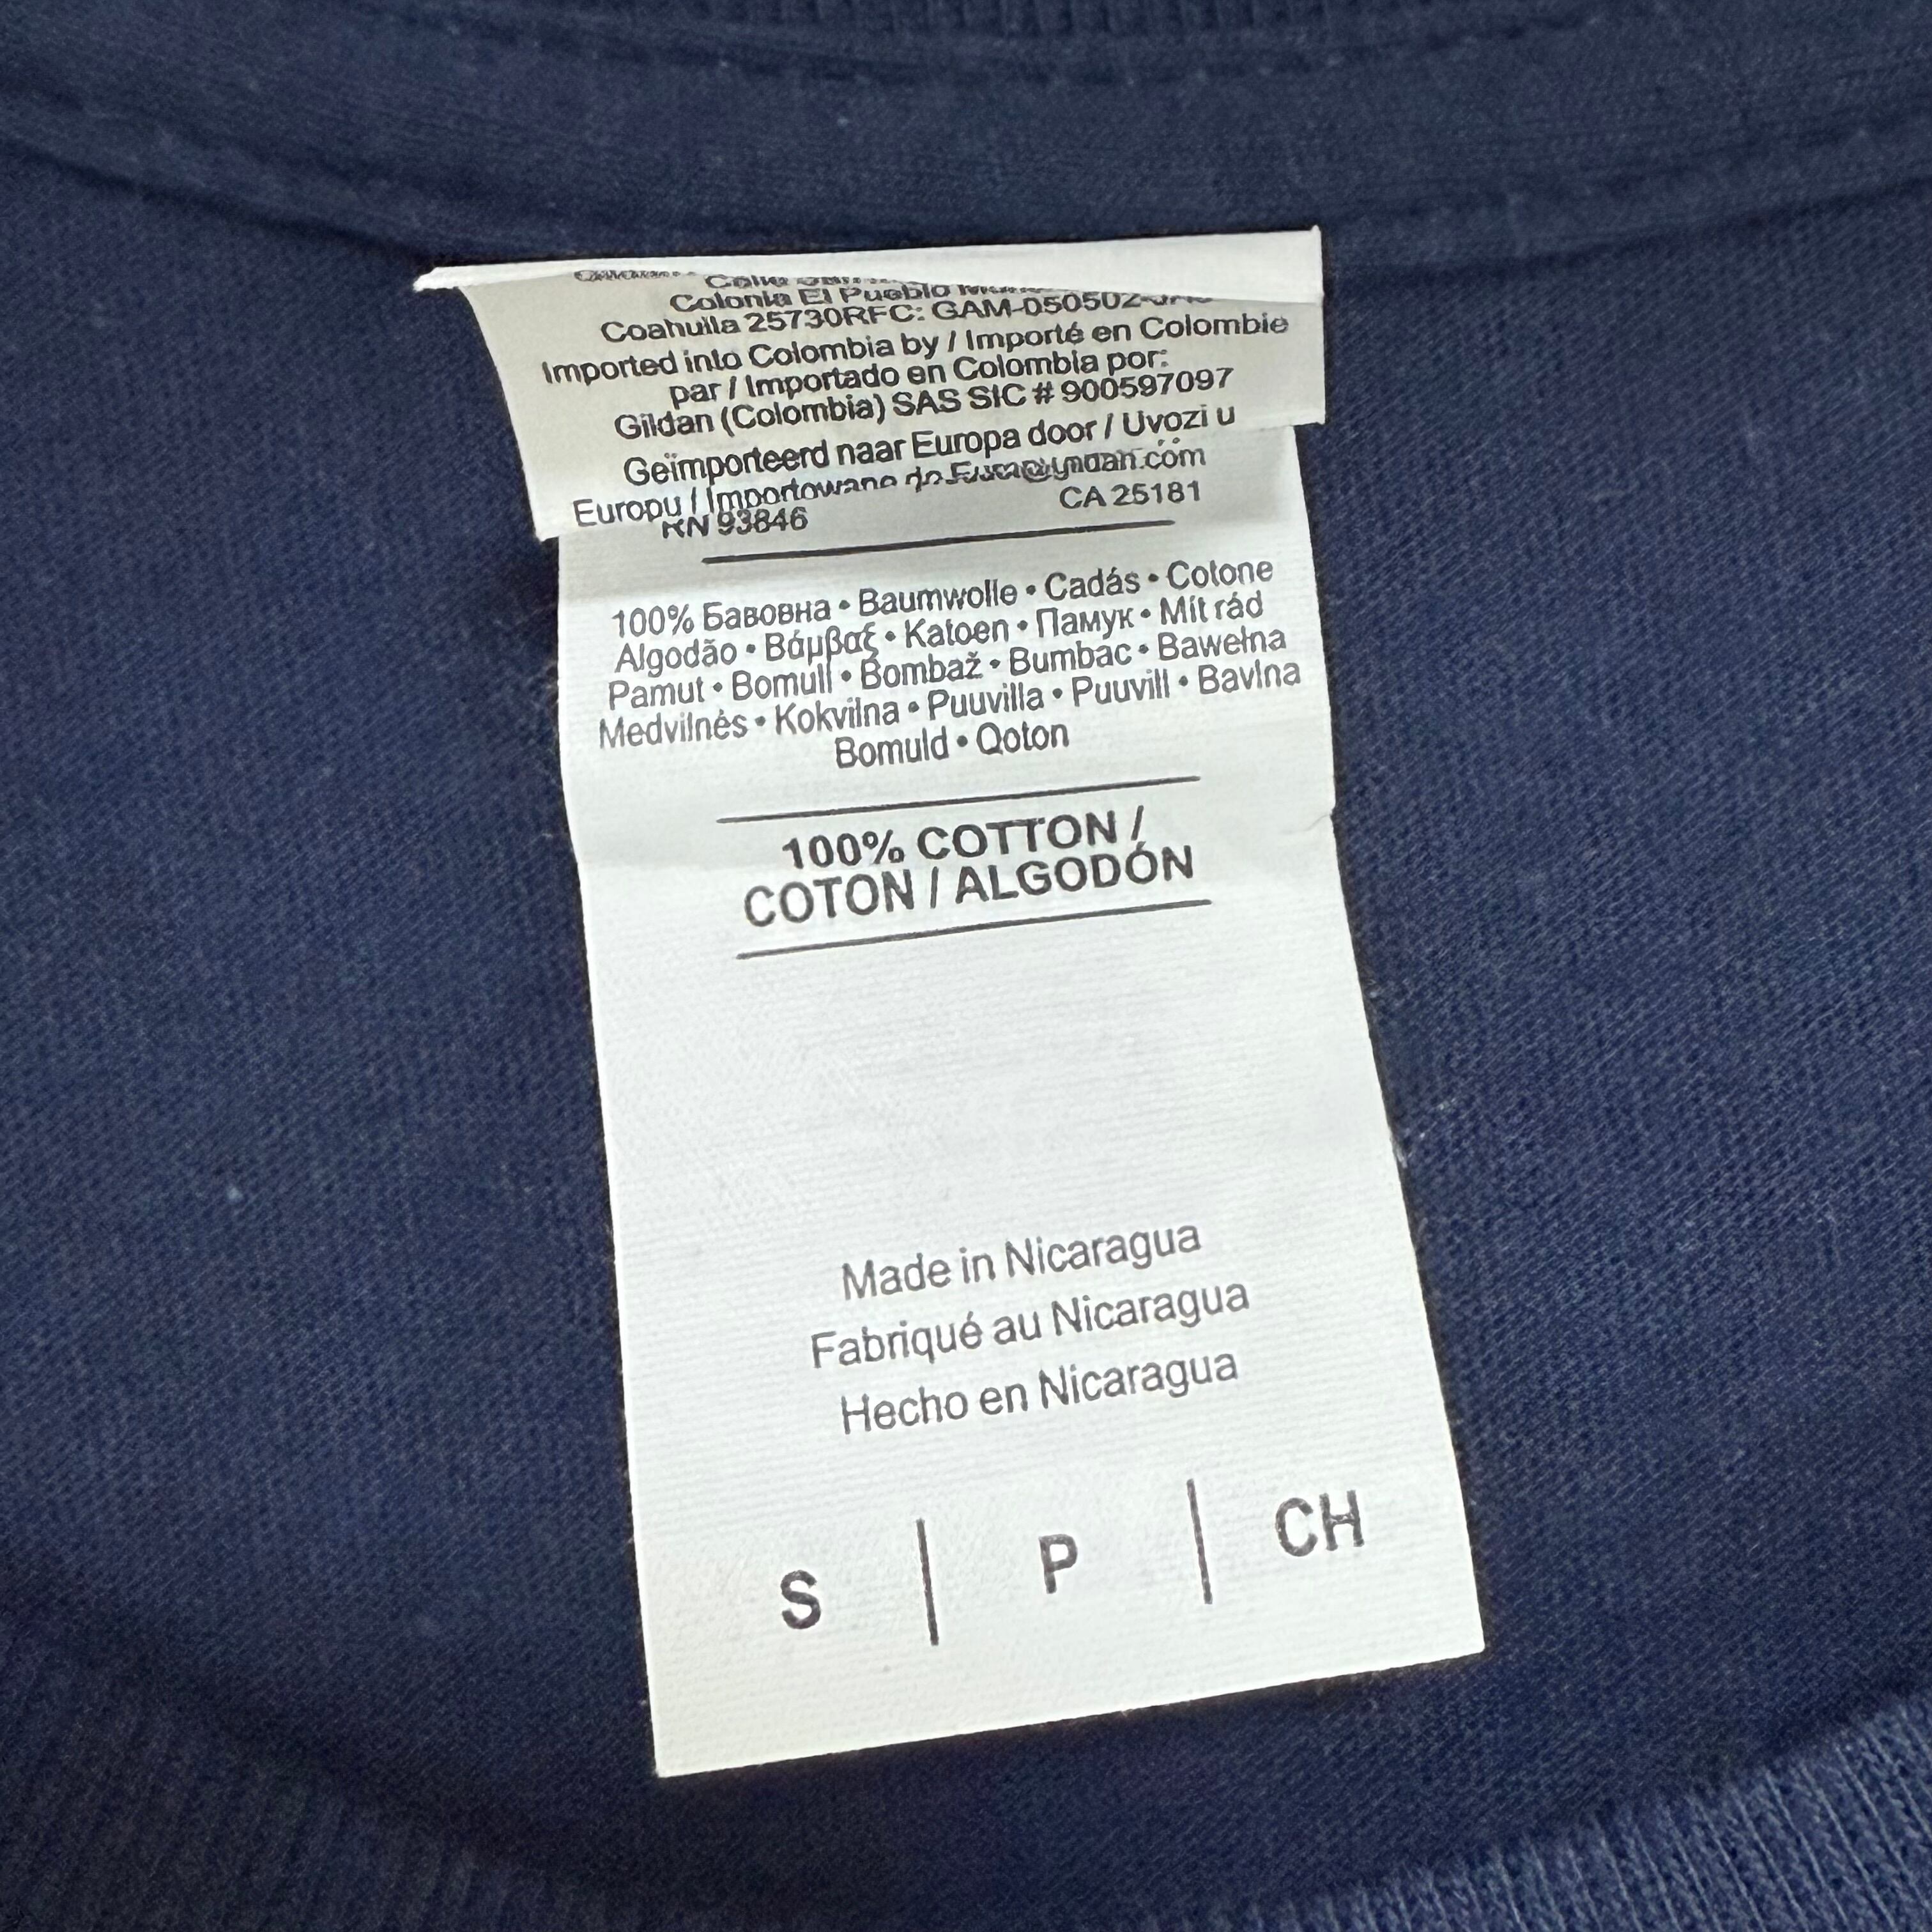 Colonia El Pueblo
Coahuila 25730RFC: GAM-050502
Imported into Colombia by / Importé en Colombie
par / Importado en Colombia por:
Gildan (Colombia) SAS SIC # 900597097
Geïmporteerd naar Europa door / Uvozi u
Europu / Importowane do
RN 93846 CA 25181
100% Бавовна • Baumwolle • Cadás • Cotone
Algodão • Βάμβαξ • Katoen • Памук • Mít rád
Pamut • Bomull • Bombaž • Bumbac • Bawełna
Medvilnės • Kokvilna • Puuvilla • Puuvill • Bavlna
Bomuld • Qoton
100% COTTON /
COTON / ALGODÓN
Made in Nicaragua
Fabriqué au Nicaragua
Hecho en Nicaragua
S | P | CH